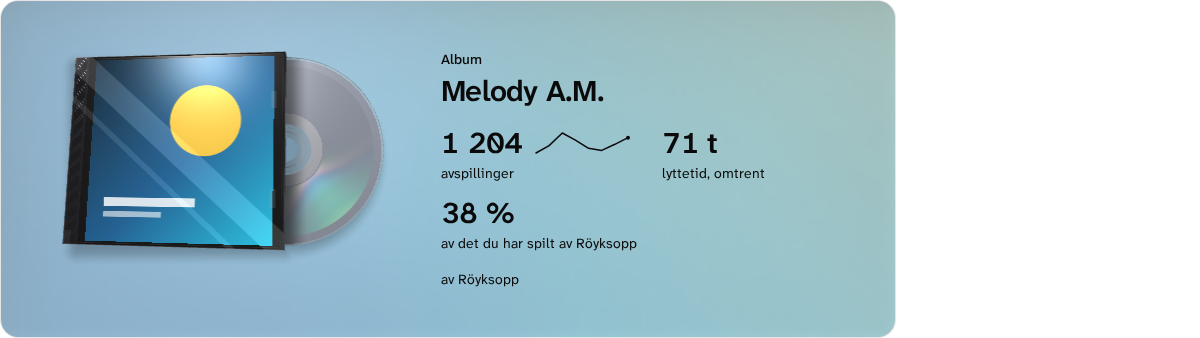 Album
Melody A.M.
1 204
avspillinger
71 t
lyttetid, omtrent
38 %
av det du har spilt av Röyksopp
av Röyksopp